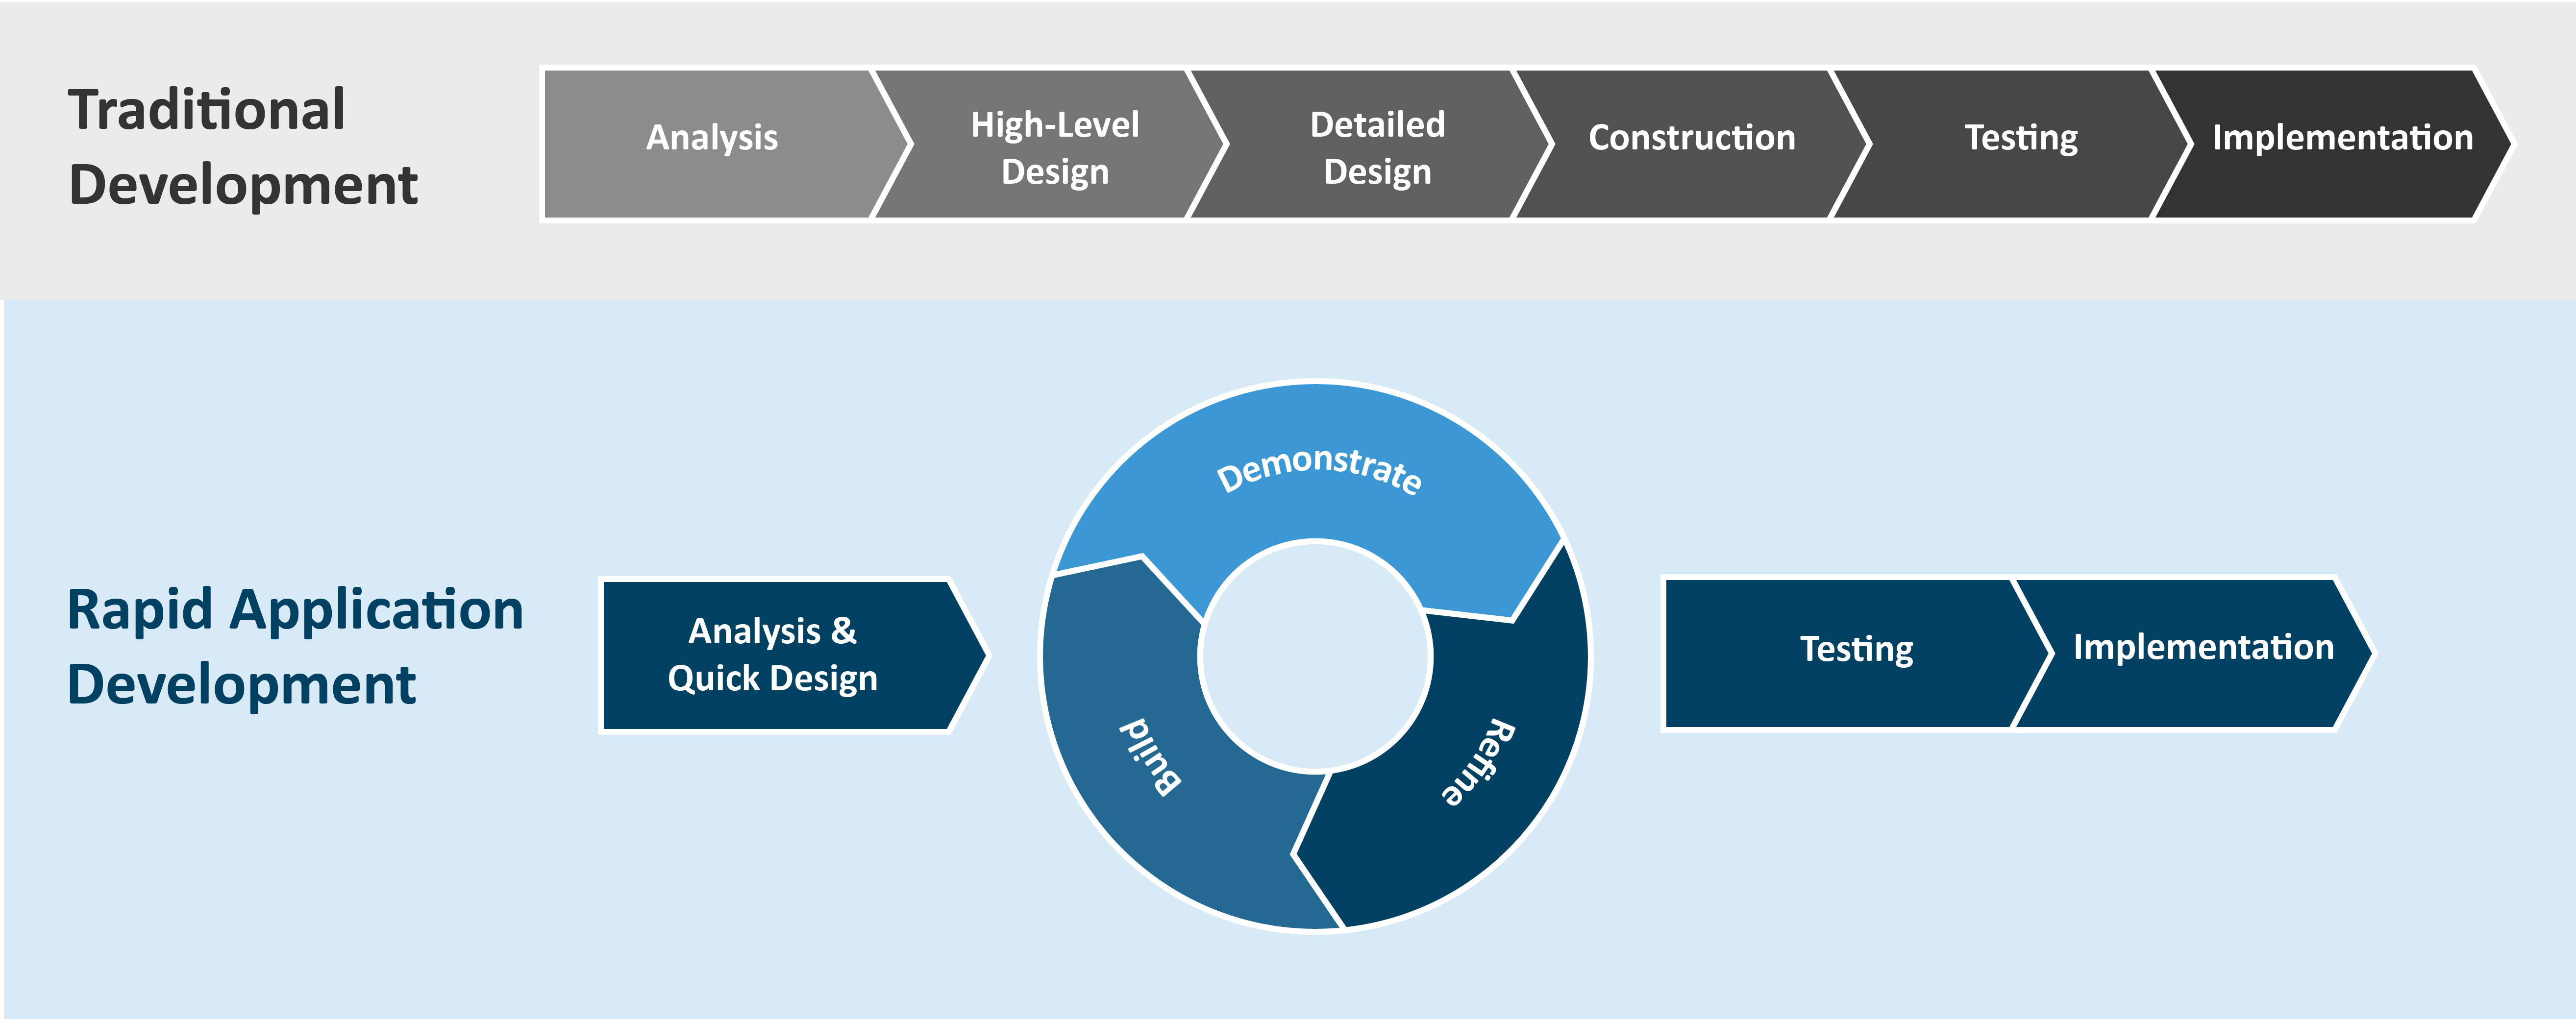 Traditional
Development
Analysis
High-Level
Design
Detailed
Design
Construction
Testing
Implementation
Rapid Application
Development
Analysis &
Quick Design
Demonstrate
Refine
Build
Testing
Implementation